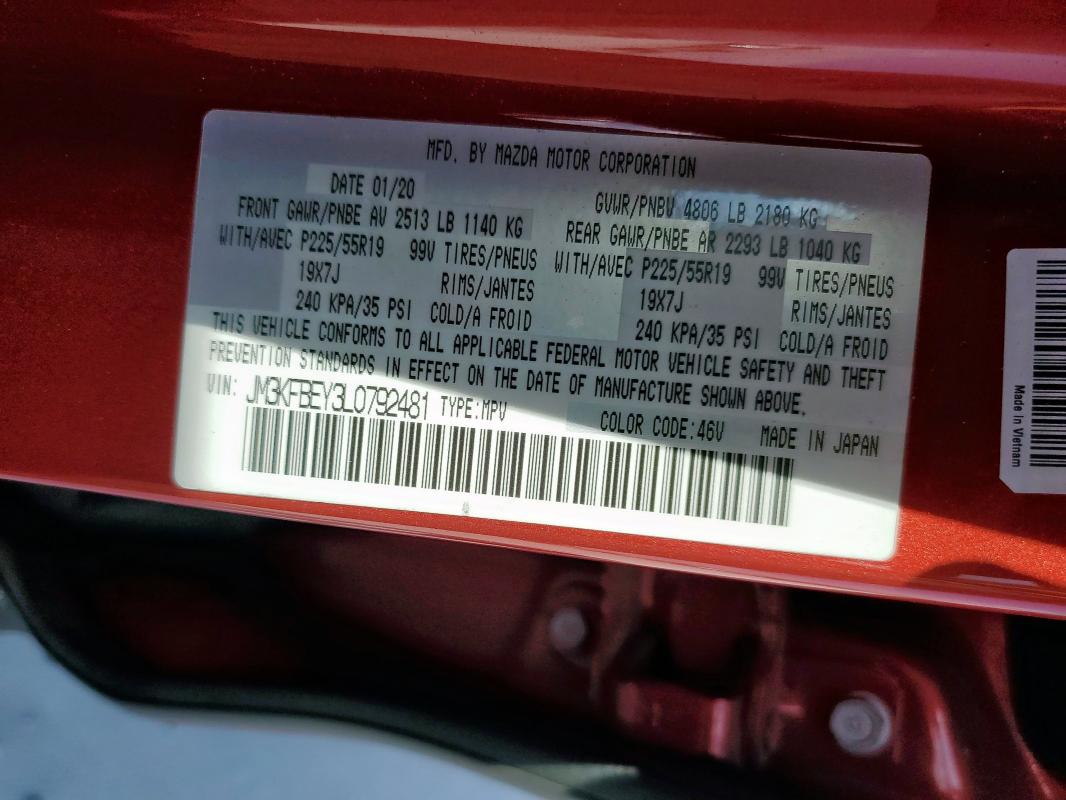 MFD. BY MAZDA MOTOR CORPORATION
DATE 01/20 GVWR/PNBV 4806 LB 2180 KG
FRONT GAWR/PNBE AV 2513 LB 1140 KG REAR GAWR/PNBE AR 2293 LB 1040 KG
WITH/AVEC P225/55R19 99V TIRES/PNEUS WITH/AVEC P225/55R19 99V TIRES/PNEUS
19X7J RIMS/JANTES 19X7J RIMS/JANTES
240 KPA/35 PSI COLD/A FROID 240 KPA/35 PSI COLD/A FROID
THIS VEHICLE CONFORMS TO ALL APPLICABLE FEDERAL MOTOR VEHICLE SAFETY AND THEFT
PREVENTION STANDARDS IN EFFECT ON THE DATE OF MANUFACTURE SHOWN ABOVE.
VIN: JM3KFBEY3L0792481 TYPE:MPV COLOR CODE:46V MADE IN JAPAN
Made in Vietnam